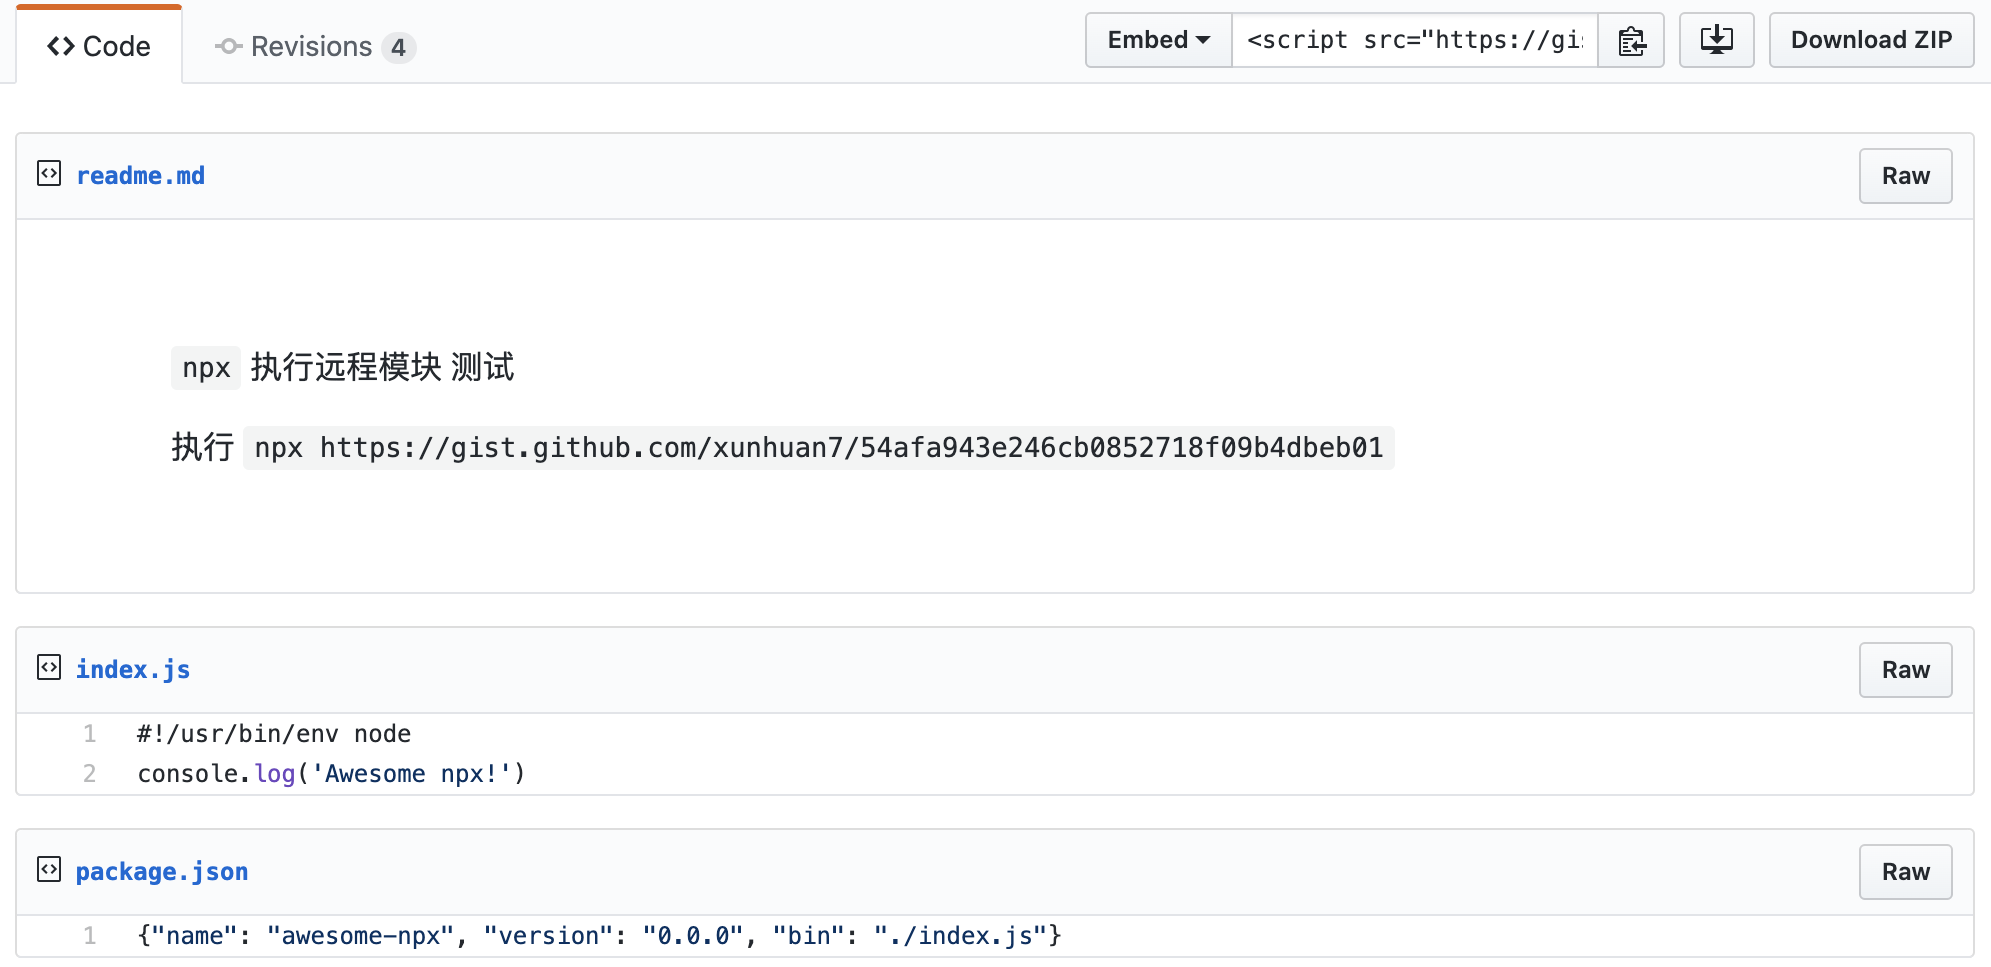 Code Revisions 4 Embed <script src="https://gi Download ZIP
readme.md Raw
npx 执行远程模块 测试
执行 npx https://gist.github.com/xunhuan7/54afa943e246cb0852718f09b4dbeb01
index.js Raw
1 #!/usr/bin/env node
2 console.log('Awesome npx!')
package.json Raw
1 {"name": "awesome-npx", "version": "0.0.0", "bin": "./index.js"}